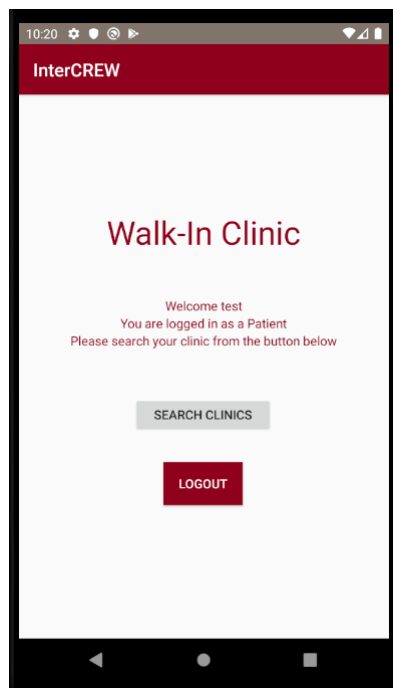 10:20
InterCREW
Walk-In Clinic
Welcome test
You are logged in as a Patient
Please search your clinic from the button below
SEARCH CLINICS
LOGOUT